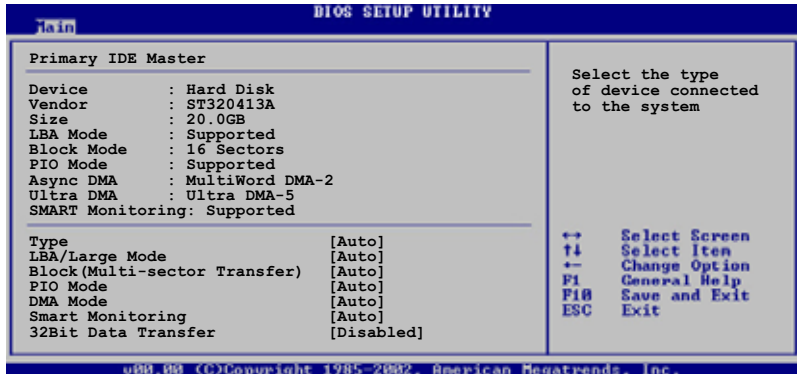 BIOS SETUP UTILITY
Main
Primary IDE Master
Device : Hard Disk
Vendor : ST320413A
Size : 20.0GB
LBA Mode : Supported
Block Mode : 16 Sectors
PIO Mode : Supported
Async DMA : MultiWord DMA-2
Ultra DMA : Ultra DMA-5
SMART Monitoring: Supported
Type [Auto]
LBA/Large Mode [Auto]
Block(Multi-sector Transfer) [Auto]
PIO Mode [Auto]
DMA Mode [Auto]
Smart Monitoring [Auto]
32Bit Data Transfer [Disabled]
Select the type
of device connected
to the system
↔ Select Screen
↑↓ Select Item
+- Change Option
F1 General Help
F10 Save and Exit
ESC Exit
v00.00 (C)Copyright 1985-2002, American Megatrends, Inc.